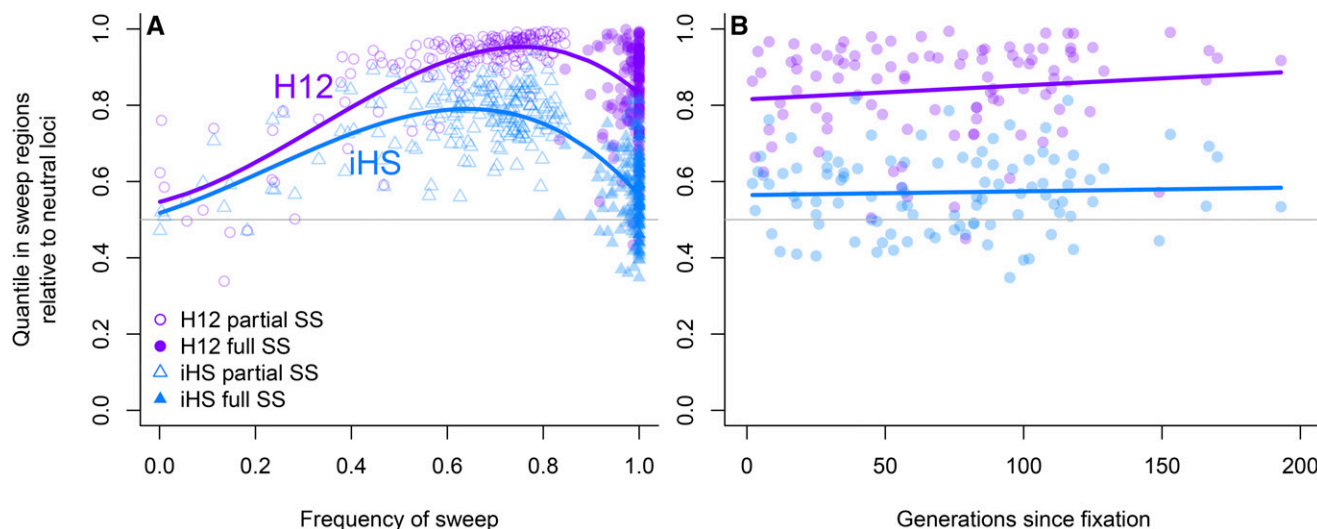 Quantile in sweep regions
relative to neutral loci
A
1.0
0.8
0.6
0.4
0.2
0.0
H12
iHS
H12 partial SS
H12 full SS
iHS partial SS
iHS full SS
0.0 0.2 0.4 0.6 0.8 1.0
Frequency of sweep
B
1.0
0.8
0.6
0.4
0.2
0.0
0 50 100 150 200
Generations since fixation